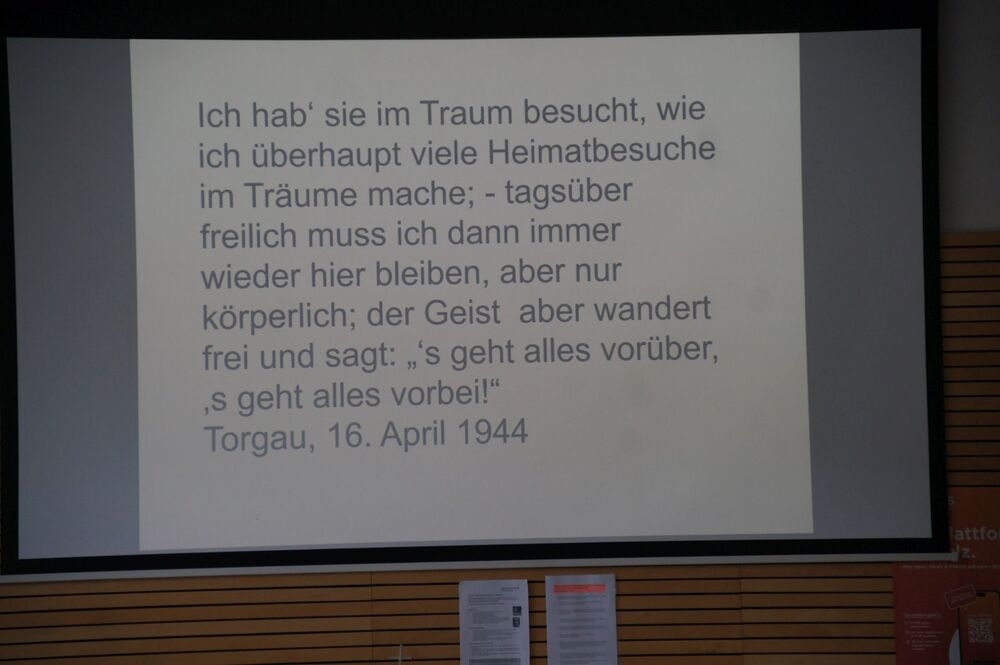 Ich hab‘ sie im Traum besucht, wie
ich überhaupt viele Heimatbesuche
im Träume mache; - tagsüber
freilich muss ich dann immer
wieder hier bleiben, aber nur
körperlich; der Geist  aber wandert
frei und sagt: „‘s geht alles vorüber,
‚s geht alles vorbei!“
Torgau, 16. April 1944